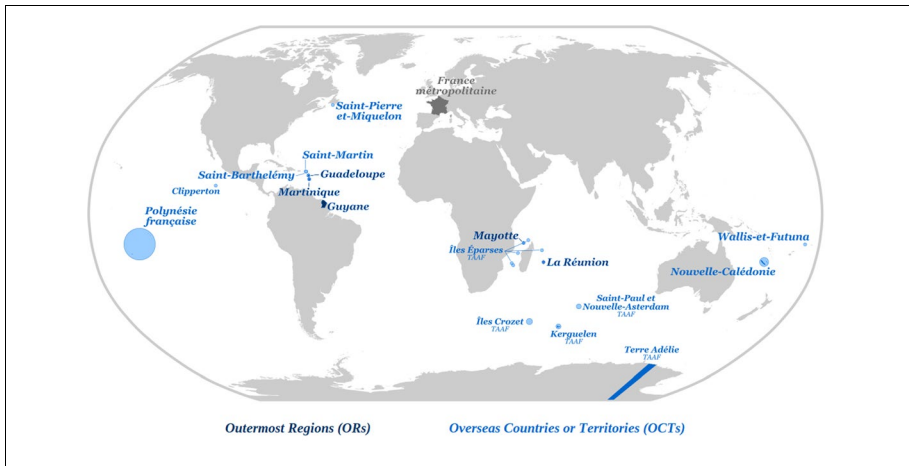 France
métropolitaine
Saint-Pierre
et-Miquelon
Saint-Martin
Saint-Barthelémy
Guadeloupe
Clipperton
Martinique
Guyane
Polynésie
française
Mayotte
Wallis-et-Futuna
Îles Éparses
TAAF
La Réunion
Nouvelle-Calédonie
Saint-Paul et
Nouvelle-Asterdam
TAAF
Îles Crozet
TAAF
Kerguelen
TAAF
Terre Adélie
TAAF
Outermost Regions (ORs)
Overseas Countries or Territories (OCTs)